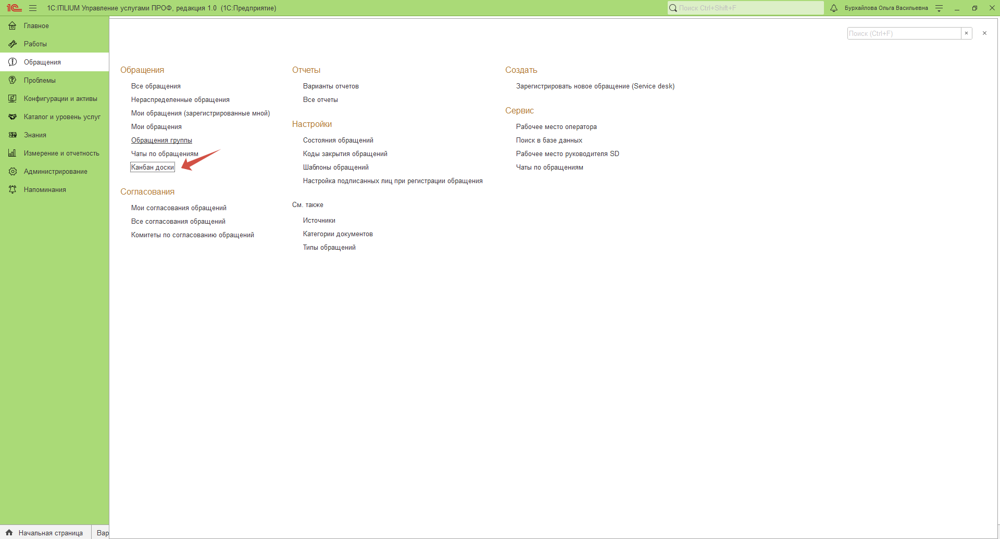 1С:ITILIUM Управление услугами ПРОФ, редакция 1.0 (1С:Предприятие)
Поиск Ctrl+Shift+F
Бурхайлова Ольга Васильевна
Главное
Работы
Обращения
Проблемы
Конфигурации и активы
Каталог и уровень услуг
Знания
Измерение и отчетность
Администрирование
Напоминания
Поиск (Ctrl+F)
Обращения
Все обращения
Нераспределенные обращения
Мои обращения (зарегистрированные мной)
Мои обращения
Обращения группы
Чаты по обращениям
Канбан доски
Согласования
Мои согласования обращений
Все согласования обращений
Комитеты по согласованию обращений
Отчеты
Варианты отчетов
Все отчеты
Настройки
Состояния обращений
Коды закрытия обращений
Шаблоны обращений
Настройка подписанных лиц при регистрации обращения
См. также
Источники
Категории документов
Типы обращений
Создать
Зарегистрировать новое обращение (Service desk)
Сервис
Рабочее место оператора
Поиск в базе данных
Рабочее место руководителя SD
Чаты по обращениям
Начальная страница
Вар